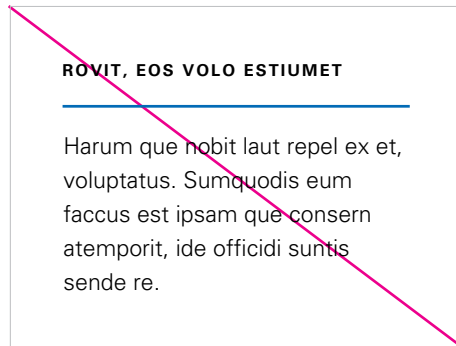 ROVIT, EOS VOLO ESTIUMET
Harum que nobit laut repel ex et,
voluptatus. Sumquodis eum
faccus est ipsam que consern
atemporit, ide officidi suntis
sende re.